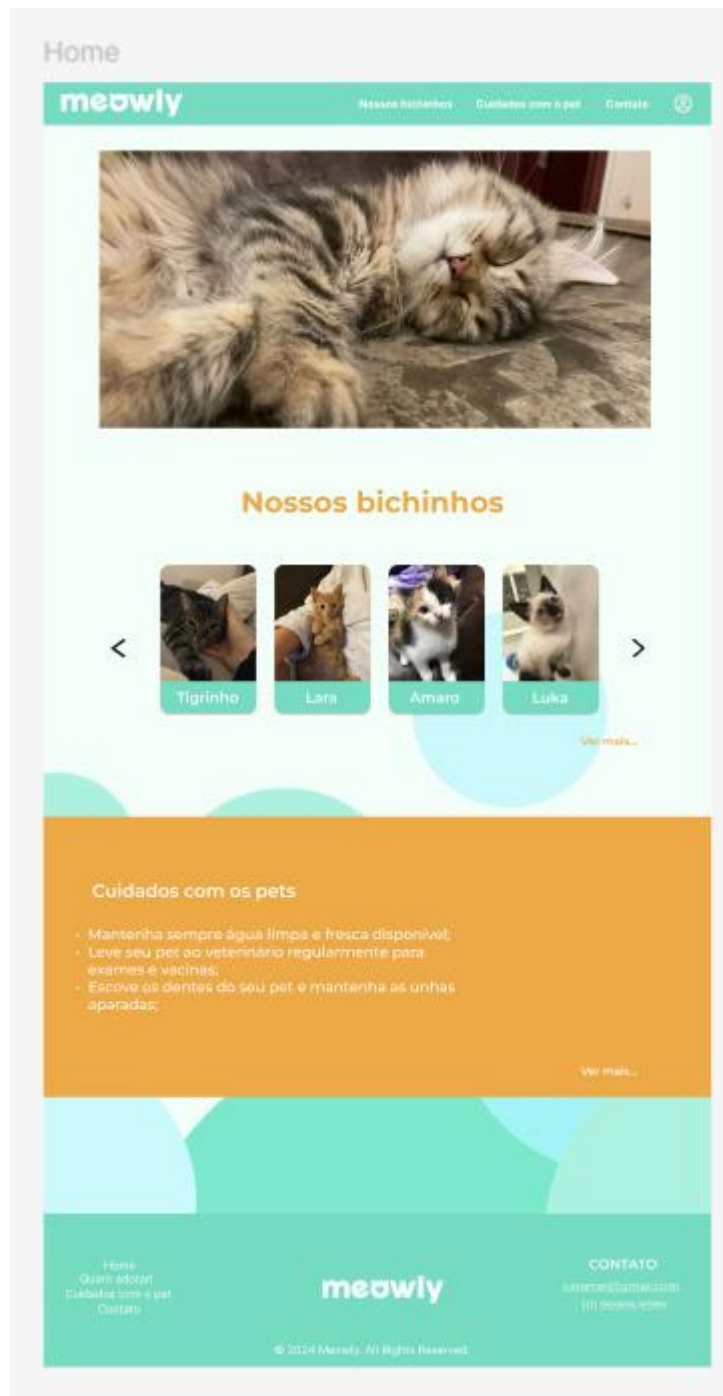 Home
meowly
Nossos bichinhos Cuidados com o pet Contato
Nossos bichinhos
Tigrinho Lara Amaro Luka
Ver mais...
Cuidados com os pets
• Mantenha sempre água limpa e fresca disponível;
• Leve seu pet ao veterinário regularmente para
exames e vacinas;
• Escove os dentes do seu pet e mantenha as unhas
aparadas;
Ver mais...
Home
Quero adotar!
Cuidados com o pet
Contato
meowly
CONTATO
© 2024 Meowly. All Rights Reserved.